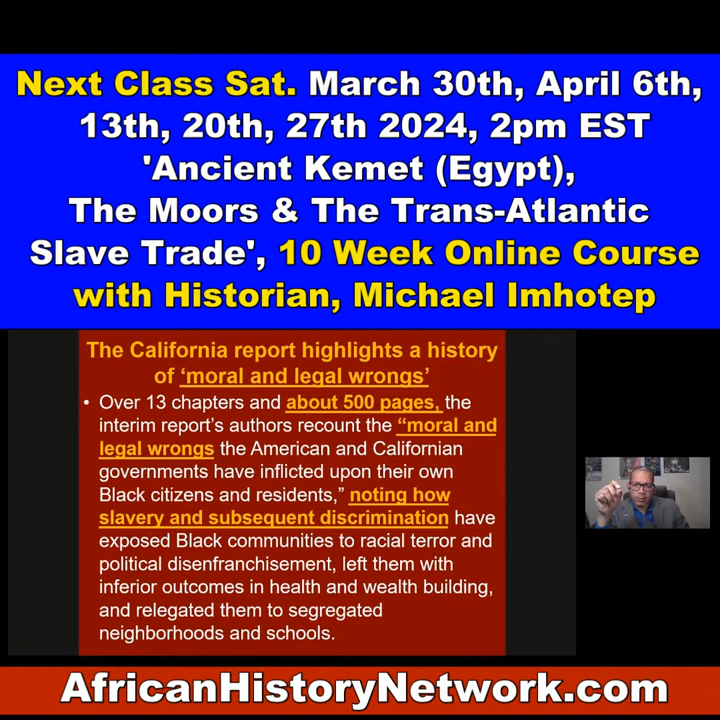 Next Class Sat. March 30th, April 6th,
13th, 20th, 27th 2024, 2pm EST
'Ancient Kemet (Egypt),
The Moors & The Trans-Atlantic
Slave Trade', 10 Week Online Course
with Historian, Michael Imhotep
The California report highlights a history
of ‘moral and legal wrongs’
• Over 13 chapters and about 500 pages, the
interim report’s authors recount the “moral and
legal wrongs the American and Californian
governments have inflicted upon their own
Black citizens and residents,” noting how
slavery and subsequent discrimination have
exposed Black communities to racial terror and
political disenfranchisement, left them with
inferior outcomes in health and wealth building,
and relegated them to segregated
neighborhoods and schools.
AfricanHistoryNetwork.com